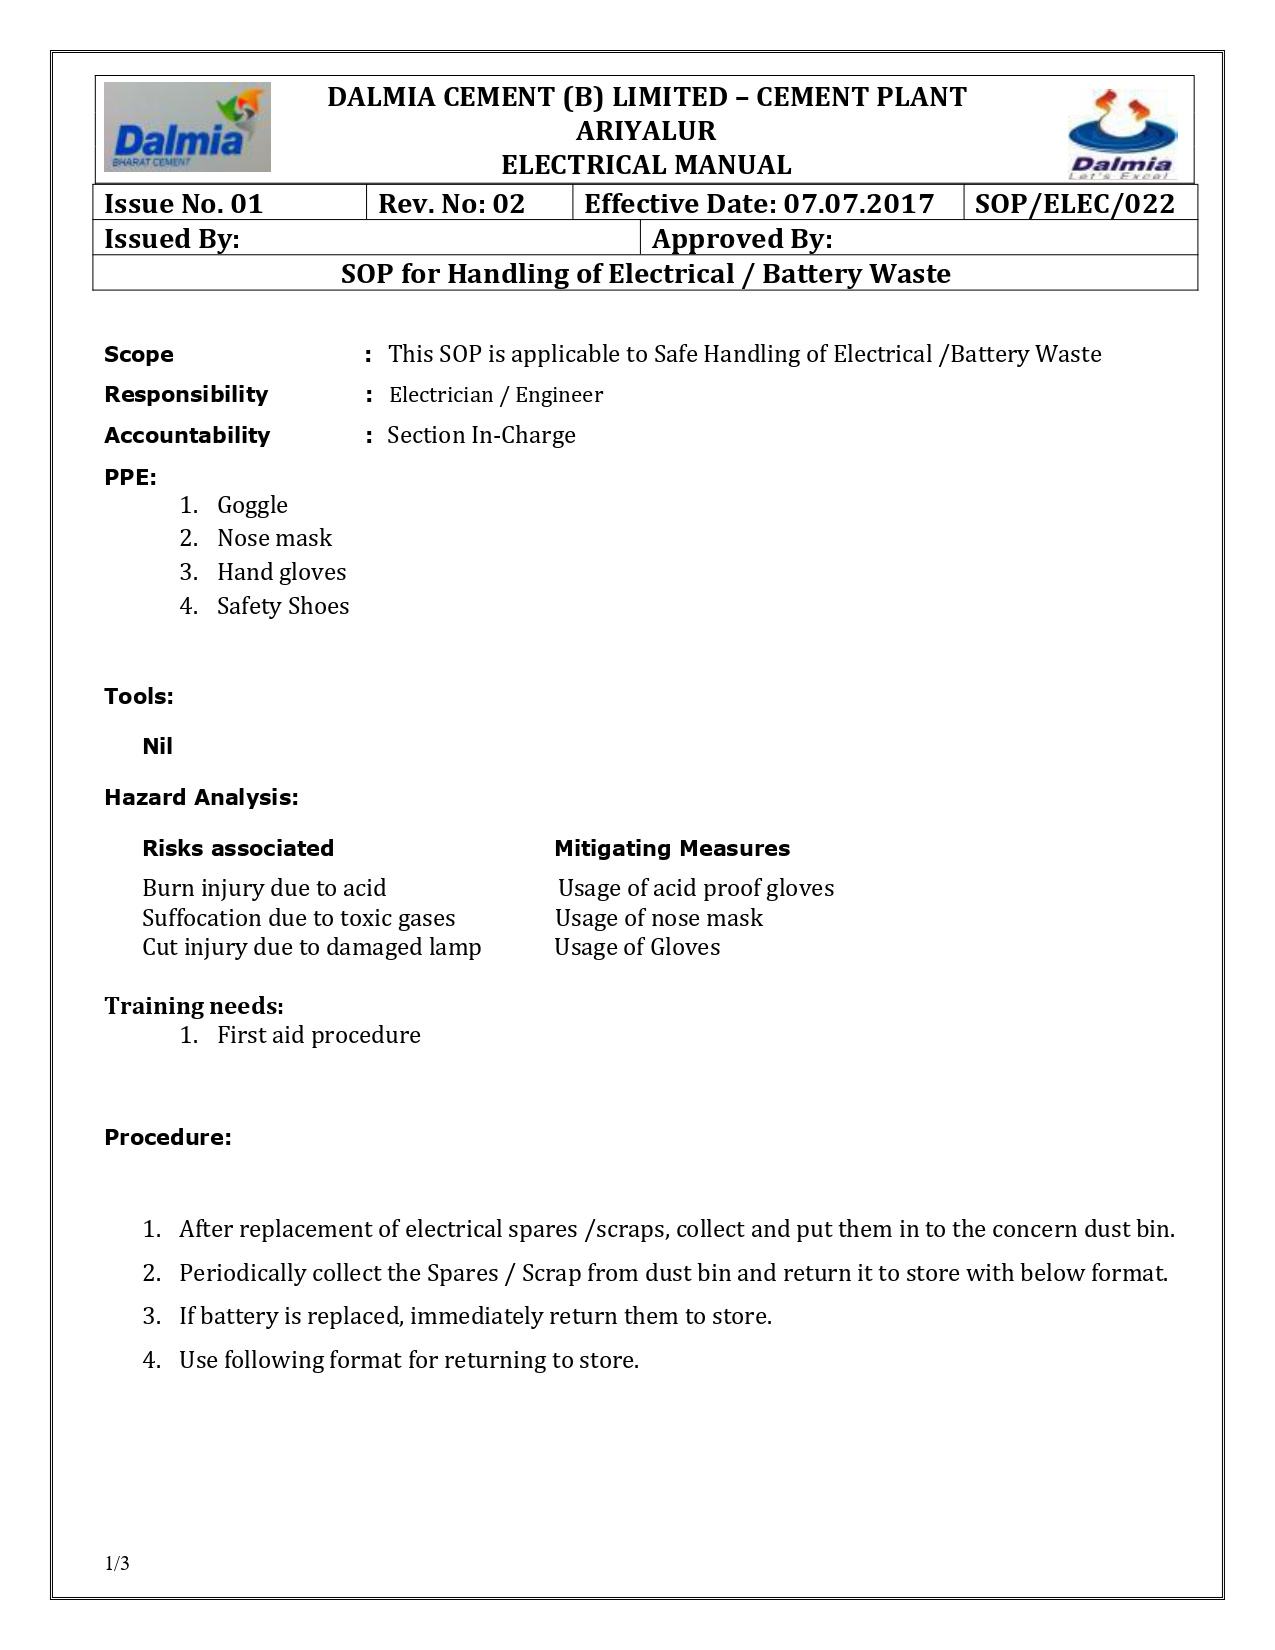 Dalmia
BHARAT CEMENT
DALMIA CEMENT (B) LIMITED – CEMENT PLANT
ARIYALUR
ELECTRICAL MANUAL
Dalmia
Let's Excel
Issue No. 01 Rev. No: 02 Effective Date: 07.07.2017 SOP/ELEC/022
Issued By: Approved By:
SOP for Handling of Electrical / Battery Waste
Scope : This SOP is applicable to Safe Handling of Electrical /Battery Waste
Responsibility : Electrician / Engineer
Accountability : Section In-Charge
PPE:
1. Goggle
2. Nose mask
3. Hand gloves
4. Safety Shoes
Tools:
Nil
Hazard Analysis:
Risks associated Mitigating Measures
Burn injury due to acid Usage of acid proof gloves
Suffocation due to toxic gases Usage of nose mask
Cut injury due to damaged lamp Usage of Gloves
Training needs:
1. First aid procedure
Procedure:
1. After replacement of electrical spares /scraps, collect and put them in to the concern dust bin.
2. Periodically collect the Spares / Scrap from dust bin and return it to store with below format.
3. If battery is replaced, immediately return them to store.
4. Use following format for returning to store.
1/3